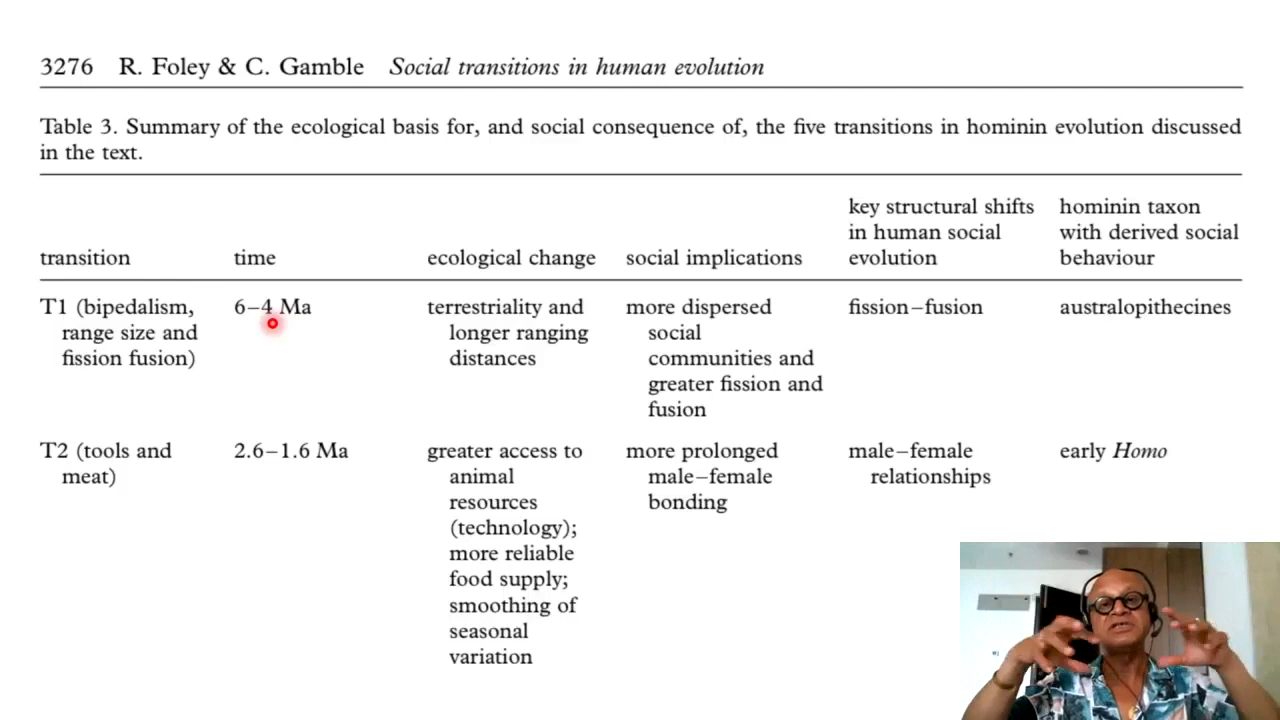 3276 R. Foley & C. Gamble Social transitions in human evolution
Table 3. Summary of the ecological basis for, and social consequence of, the five transitions in hominin evolution discussed
in the text.
transition
time
ecological change
social implications
key structural shifts
in human social
evolution
hominin taxon
with derived social
behaviour
T1 (bipedalism,
range size and
fission fusion)
6–4 Ma
terrestriality and
longer ranging
distances
more dispersed
social
communities and
greater fission and
fusion
fission–fusion
australopithecines
T2 (tools and
meat)
2.6–1.6 Ma
greater access to
animal
resources
(technology);
more reliable
food supply;
smoothing of
seasonal
variation
more prolonged
male–female
bonding
male–female
relationships
early Homo